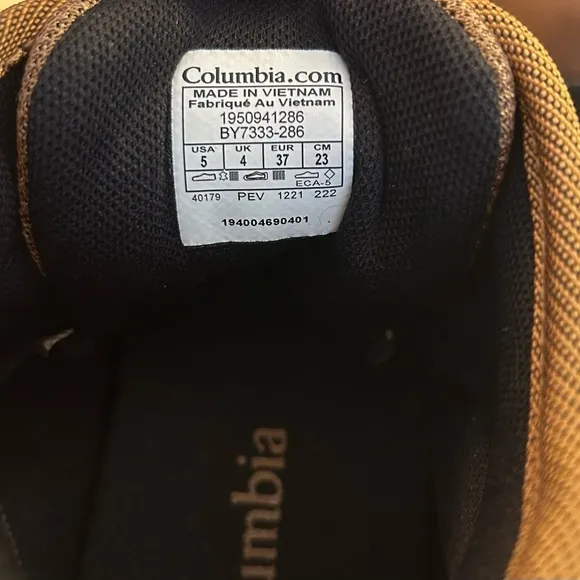 Columbia.com
MADE IN VIETNAM
Fabriqué Au Vietnam
1950941286
BY7333-286
USA UK EUR CM
5 4 37 23
ECA-5
40179 PEV 1221 222
194004690401
umbia